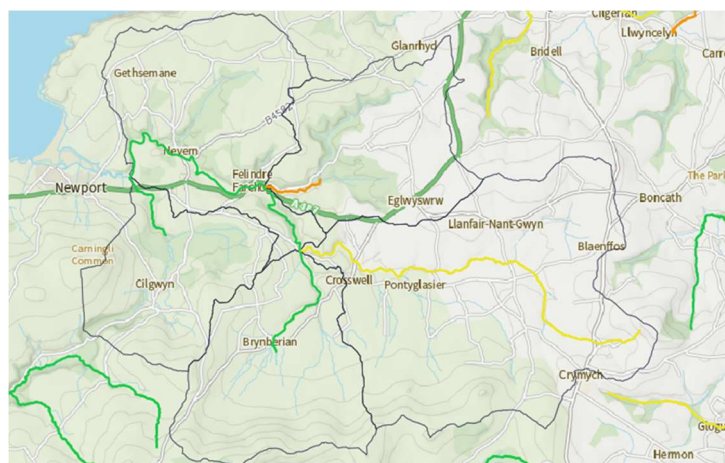 Cilgerran
Llwyncelyn
Glanrhyd
Bridell
Carre
Gethsemane
B4582
Nevern
Felindre
Farchog
The Park
Newport
A487
Eglwyswrw
Boncath
Llanfair-Nant-Gwyn
Carningli
Common
Blaenffos
Cilgwyn
Crosswell
Pontyglasier
Brynberian
Crymych
Glogu
Hermon